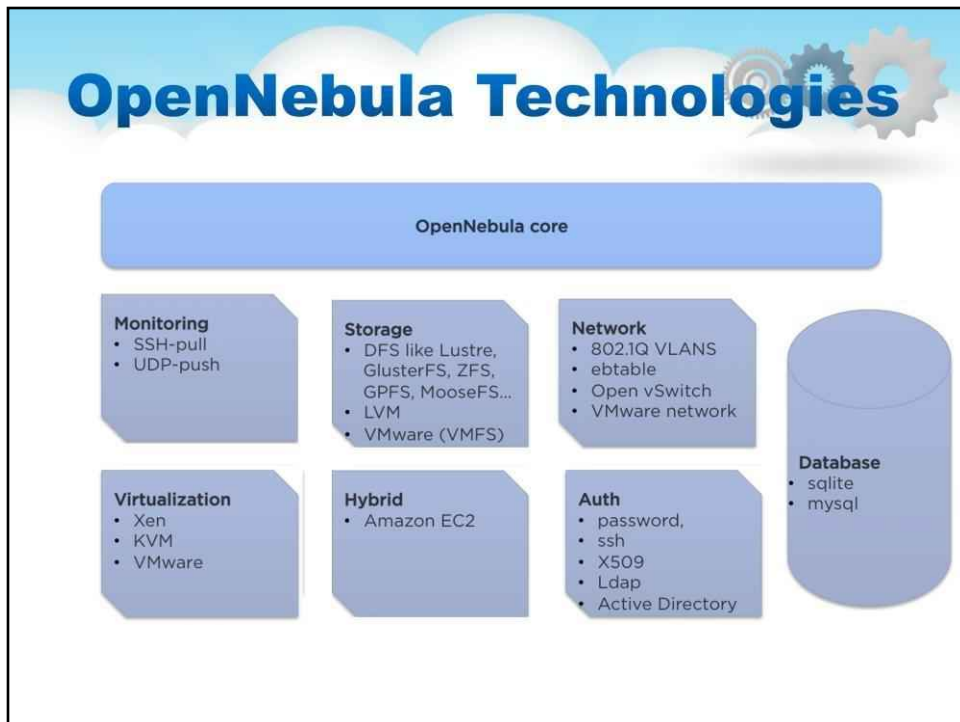 OpenNebula Technologies
OpenNebula core
Monitoring
• SSH-pull
• UDP-push
Storage
• DFS like Lustre,
GlusterFS, ZFS,
GPFS, MooseFS...
• LVM
• VMware (VMFS)
Network
• 802.1Q VLANS
• ebtable
• Open vSwitch
• VMware network
Database
• sqlite
• mysql
Virtualization
• Xen
• KVM
• VMware
Hybrid
• Amazon EC2
Auth
• password,
• ssh
• X509
• Ldap
• Active Directory